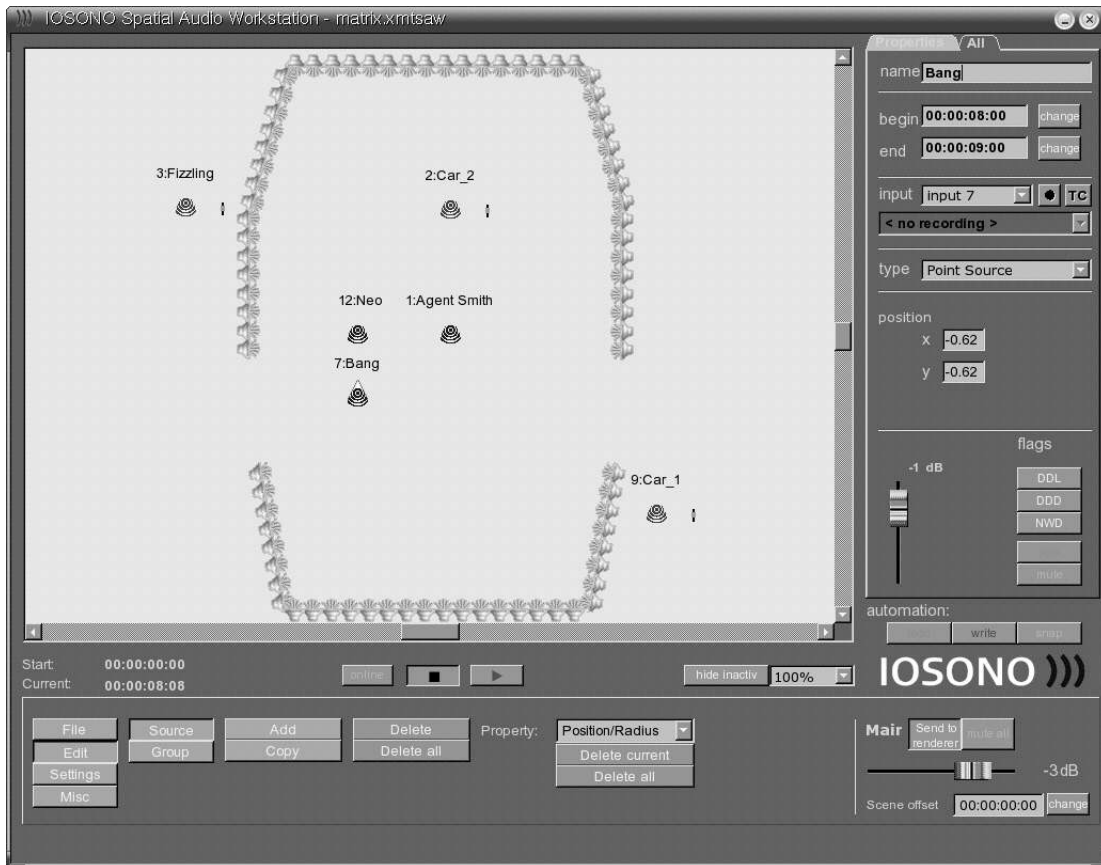 IOSONO Spatial Audio Workstation - matrix.xmtsaw
Properties All
name Bang
begin 00:00:08:00 change
end 00:00:09:00 change
input input 7 TC
< no recording >
type Point Source
position
x -0.62
y -0.62
flags
-1 dB
DDL
DDD
NWD
mute
3:Fizzling
2:Car_2
12:Neo
1:Agent Smith
7:Bang
9:Car_1
automation:
write snap
IOSONO
Start: 00:00:00:00
Current: 00:00:08:08
online
hide inactiv 100%
File Source Add Delete Property: Position/Radius
Edit Group Copy Delete all Delete current
Settings Delete all
Misc
Mair Send to renderer mute all
-3dB
Scene offset 00:00:00:00 change